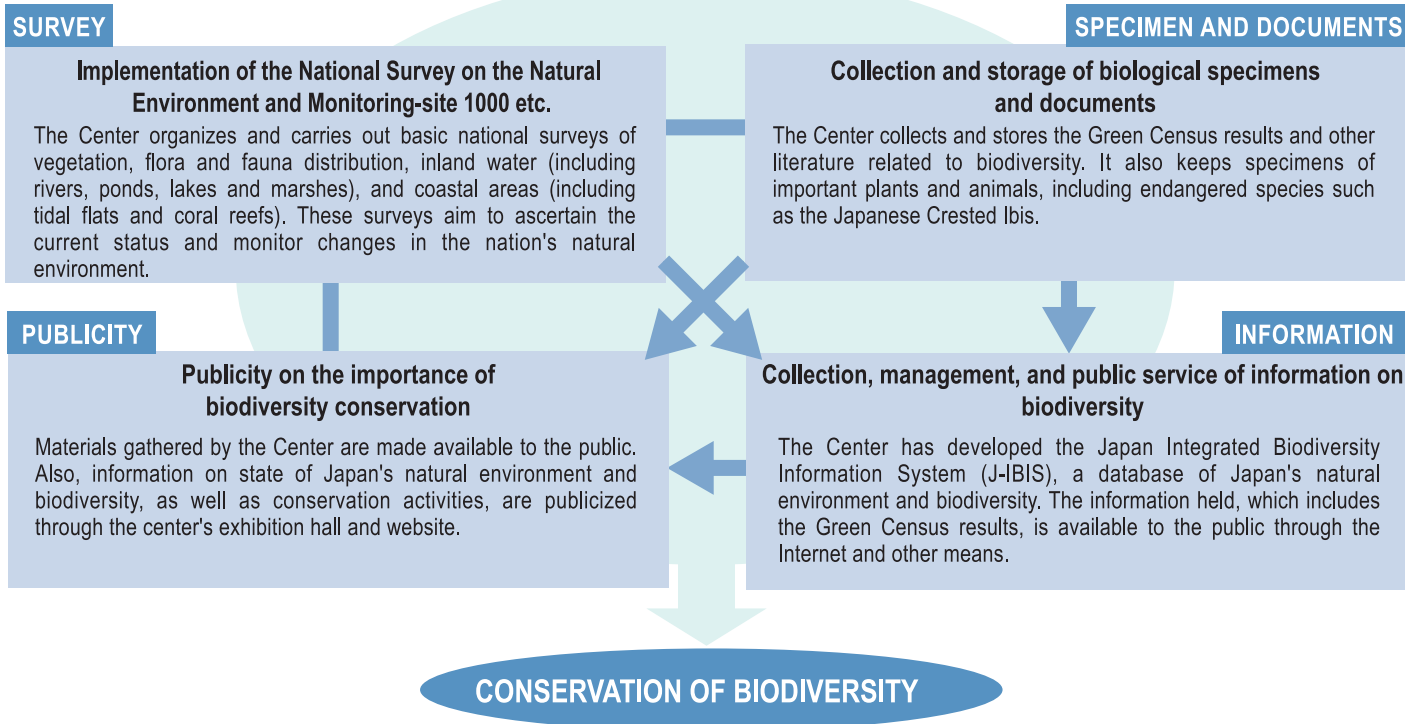 SURVEY
Implementation of the National Survey on the Natural
Environment and Monitoring-site 1000 etc.
The Center organizes and carries out basic national surveys of
vegetation, flora and fauna distribution, inland water (including
rivers, ponds, lakes and marshes), and coastal areas (including
tidal flats and coral reefs). These surveys aim to ascertain the
current status and monitor changes in the nation's natural
environment.
SPECIMEN AND DOCUMENTS
Collection and storage of biological specimens
and documents
The Center collects and stores the Green Census results and other
literature related to biodiversity. It also keeps specimens of
important plants and animals, including endangered species such
as the Japanese Crested Ibis.
PUBLICITY
Publicity on the importance of
biodiversity conservation
Materials gathered by the Center are made available to the public.
Also, information on state of Japan's natural environment and
biodiversity, as well as conservation activities, are publicized
through the center's exhibition hall and website.
INFORMATION
Collection, management, and public service of information on
biodiversity
The Center has developed the Japan Integrated Biodiversity
Information System (J-IBIS), a database of Japan's natural
environment and biodiversity. The information held, which includes
the Green Census results, is available to the public through the
Internet and other means.
CONSERVATION OF BIODIVERSITY